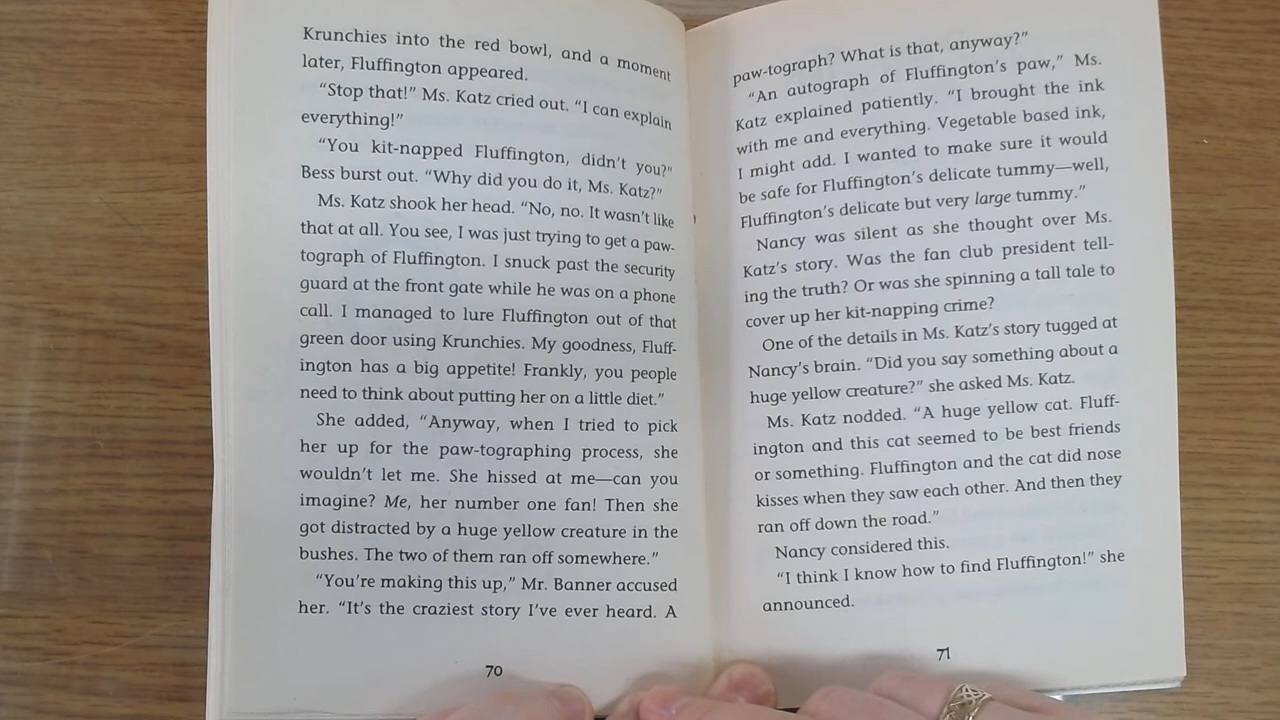 Krunchies into the red bowl, and a moment
later, Fluffington appeared.
“Stop that!” Ms. Katz cried out. “I can explain
everything!”
“You kit-napped Fluffington, didn’t you?”
Bess burst out. “Why did you do it, Ms. Katz?”
Ms. Katz shook her head. “No, no. It wasn’t like
that at all. You see, I was just trying to get a paw-
tograph of Fluffington. I snuck past the security
guard at the front gate while he was on a phone
call. I managed to lure Fluffington out of that
green door using Krunchies. My goodness, Fluff-
ington has a big appetite! Frankly, you people
need to think about putting her on a little diet.”
She added, “Anyway, when I tried to pick
her up for the paw-tographing process, she
wouldn’t let me. She hissed at me—can you
imagine? Me, her number one fan! Then she
got distracted by a huge yellow creature in the
bushes. The two of them ran off somewhere.”
“You’re making this up,” Mr. Banner accused
her. “It’s the craziest story I’ve ever heard. A
70
paw-tograph? What is that, anyway?”
“An autograph of Fluffington’s paw,” Ms.
Katz explained patiently. “I brought the ink
with me and everything. Vegetable based ink,
I might add. I wanted to make sure it would
be safe for Fluffington’s delicate tummy—well,
Fluffington’s delicate but very large tummy.”
Nancy was silent as she thought over Ms.
Katz’s story. Was the fan club president tell-
ing the truth? Or was she spinning a tall tale to
cover up her kit-napping crime?
One of the details in Ms. Katz’s story tugged at
Nancy’s brain. “Did you say something about a
huge yellow creature?” she asked Ms. Katz.
Ms. Katz nodded. “A huge yellow cat. Fluff-
ington and this cat seemed to be best friends
or something. Fluffington and the cat did nose
kisses when they saw each other. And then they
ran off down the road.”
Nancy considered this.
“I think I know how to find Fluffington!” she
announced.
71